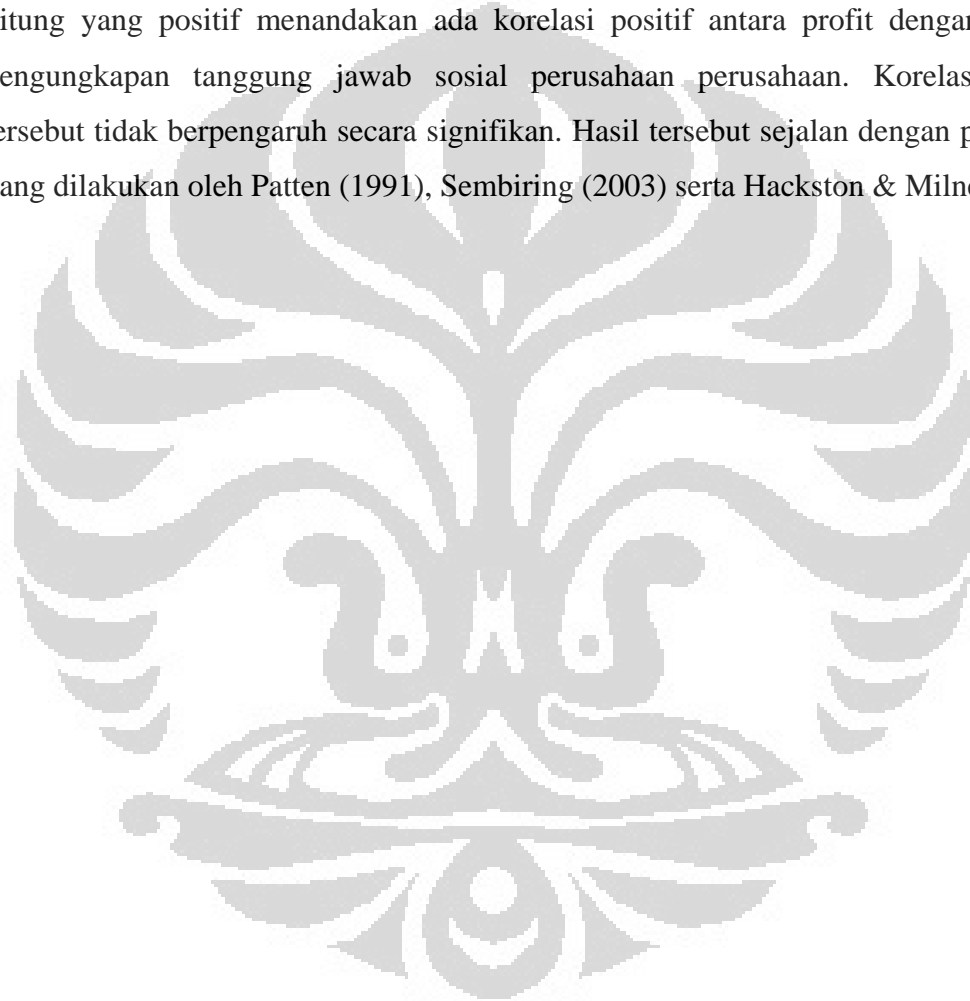 itung yang positif menandakan ada korelasi positif antara profit dengan
engungkapan tanggung jawab sosial perusahaan perusahaan. Korelas
ersebut tidak berpengaruh secara signifikan. Hasil tersebut sejalan dengan p
ang dilakukan oleh Patten (1991), Sembiring (2003) serta Hackston & Miln